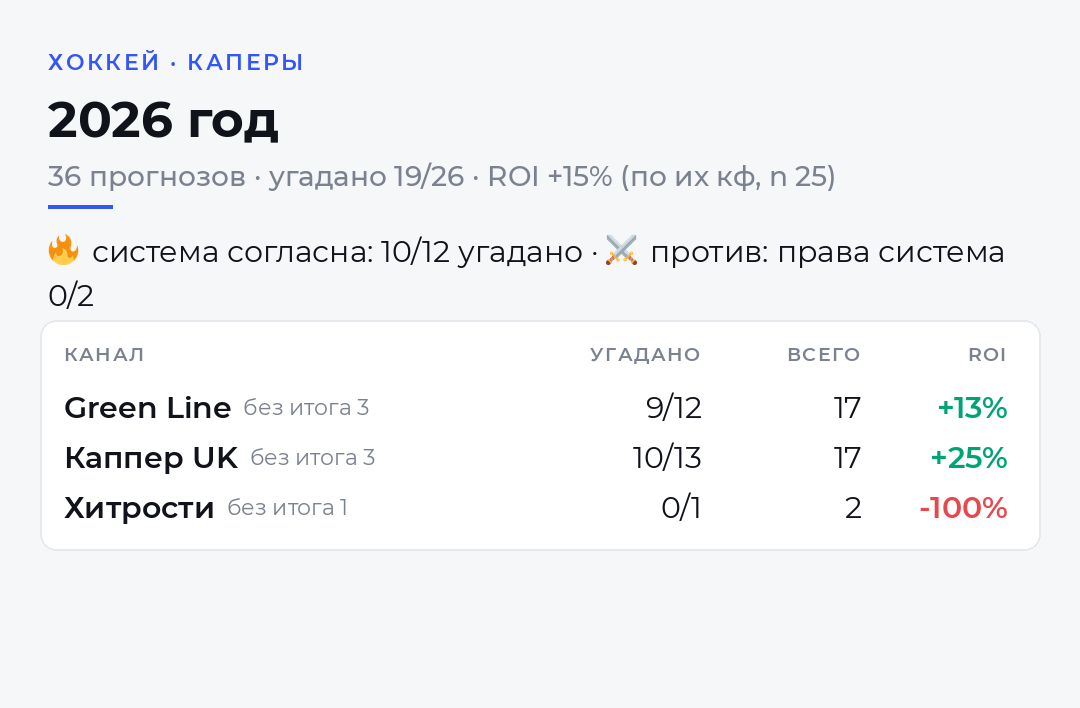 ХОККЕЙ · КАПЕРЫ
2026 год
36 прогнозов · угадано 19/26 · ROI +15% (по их кф, n 25)
🔥 система согласна: 10/12 угадано · ⚔️ против: права система
0/2
КАНАЛ УГАДАНО ВСЕГО ROI
Green Line без итога 3 9/12 17 +13%
Каппер UK без итога 3 10/13 17 +25%
Хитрости без итога 1 0/1 2 -100%